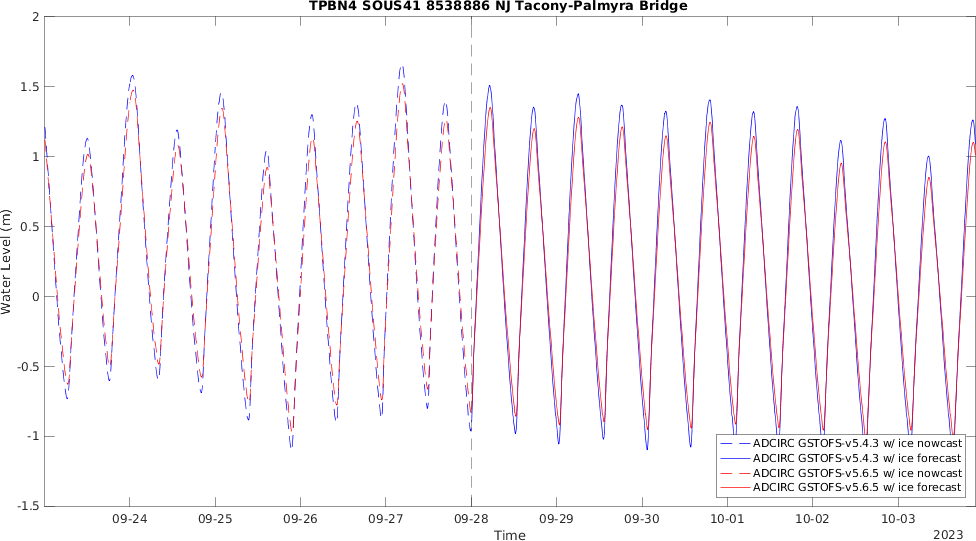 TPBN4 SOUS41 8538886 NJ Tacony-Palmyra Bridge
2
1.5
1
0.5
0
-0.5
-1
-1.5
Water Level (m)
ADCIRC GSTOFS-v5.4.3 w/ ice nowcast
ADCIRC GSTOFS-v5.4.3 w/ ice forecast
ADCIRC GSTOFS-v5.6.5 w/ ice nowcast
ADCIRC GSTOFS-v5.6.5 w/ ice forecast
09-24 09-25 09-26 09-27 09-28 09-29 09-30 10-01 10-02 10-03
Time
2023